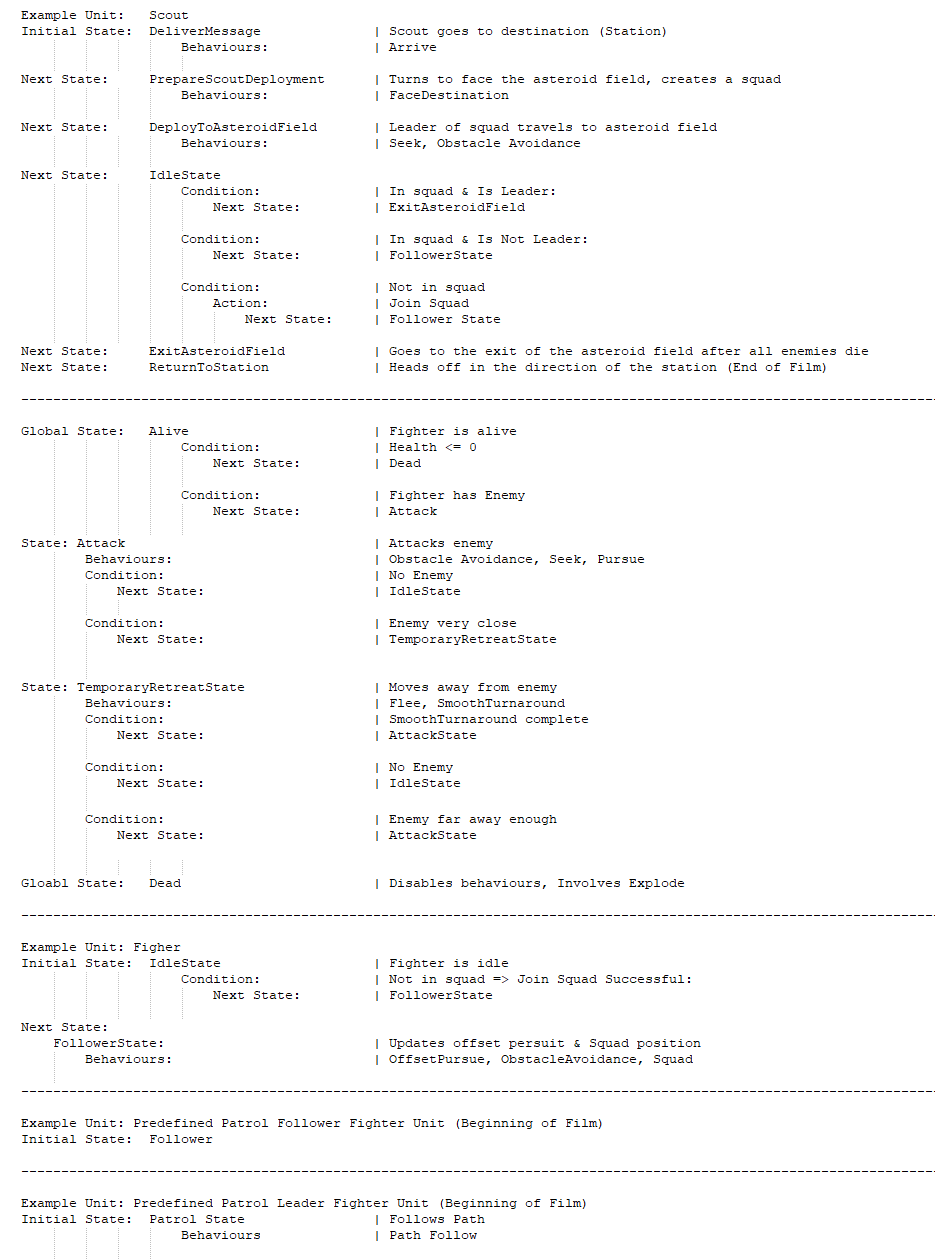 Example Unit:   Scout
Initial State:  DeliverMessage | Scout goes to destination (Station)
Behaviours: | Arrive
Next State:     PrepareScoutDeployment | Turns to face the asteroid field, creates a squad
Behaviours: | FaceDestination
Next State:     DeployToAsteroidField | Leader of squad travels to asteroid field
Behaviours: | Seek, Obstacle Avoidance
Next State:     IdleState
Condition: | In squad & Is Leader:
Next State: | ExitAsteroidField
Condition: | In squad & Is Not Leader:
Next State: | FollowerState
Condition: | Not in squad
Action: | Join Squad
Next State: | Follower State
Next State:     ExitAsteroidField | Goes to the exit of the asteroid field after all enemies die
Next State:     ReturnToStation | Heads off in the direction of the station (End of Film)
Global State:   Alive | Fighter is alive
Condition: | Health <= 0
Next State: | Dead
Condition: | Fighter has Enemy
Next State: | Attack
State: Attack | Attacks enemy
Behaviours: | Obstacle Avoidance, Seek, Pursue
Condition: | No Enemy
Next State: | IdleState
Condition: | Enemy very close
Next State: | TemporaryRetreatState
State: TemporaryRetreatState | Moves away from enemy
Behaviours: | Flee, SmoothTurnaround
Condition: | SmoothTurnaround complete
Next State: | AttackState
Condition: | No Enemy
Next State: | IdleState
Condition: | Enemy far away enough
Next State: | AttackState
Gloabl State:   Dead | Disables behaviours, Involves Explode
Example Unit: Figher
Initial State:  IdleState | Fighter is idle
Condition: | Not in squad => Join Squad Successful:
Next State: | FollowerState
Next State:
FollowerState: | Updates offset persuit & Squad position
Behaviours: | OffsetPursue, ObstacleAvoidance, Squad
Example Unit: Predefined Patrol Follower Fighter Unit (Beginning of Film)
Initial State:  Follower
Example Unit: Predefined Patrol Leader Fighter Unit (Beginning of Film)
Initial State:  Patrol State | Follows Path
Behaviours | Path Follow